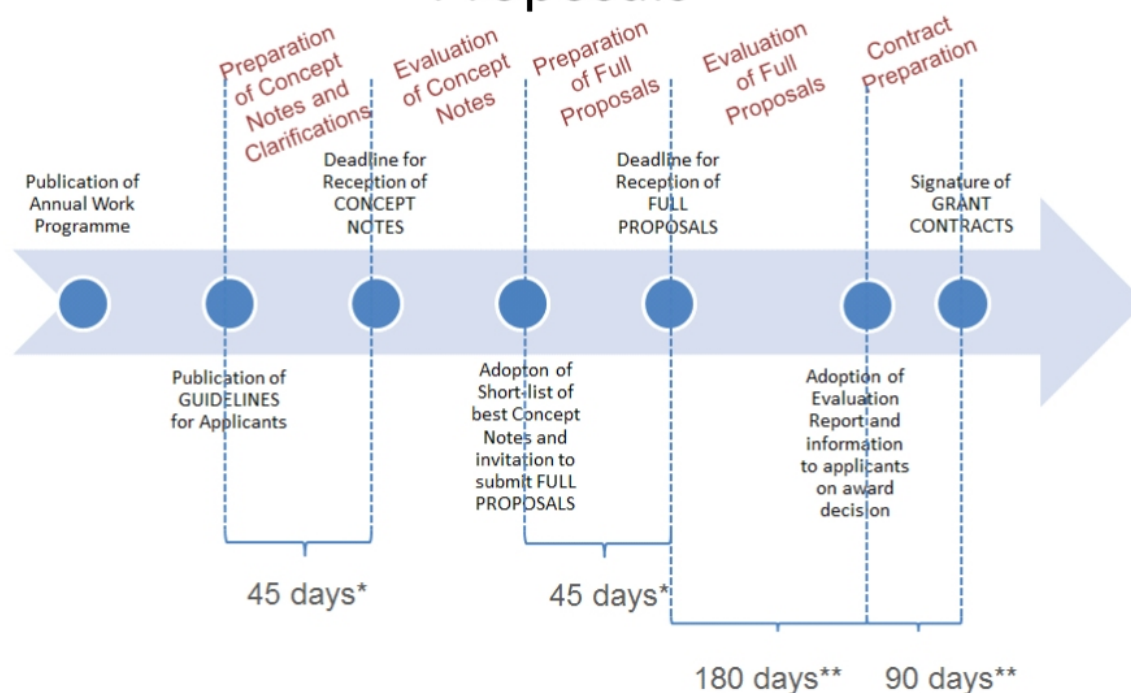 Preparation
of Concept
Notes and
Clarifications
Evaluation
of Concept
Notes
Preparation
of Full
Proposals
Evaluation
of Full
Proposals
Contract
Preparation
Publication of
Annual Work
Programme
Deadline for
Reception of
CONCEPT
NOTES
Deadline for
Reception of
FULL
PROPOSALS
Signature of
GRANT
CONTRACTS
Publication of
GUIDELINES
for Applicants
Adopton of
Short-list of
best Concept
Notes and
invitation to
submit FULL
PROPOSALS
Adoption of
Evaluation
Report and
information
to applicants
on award
decision
45 days*
45 days*
180 days**
90 days**